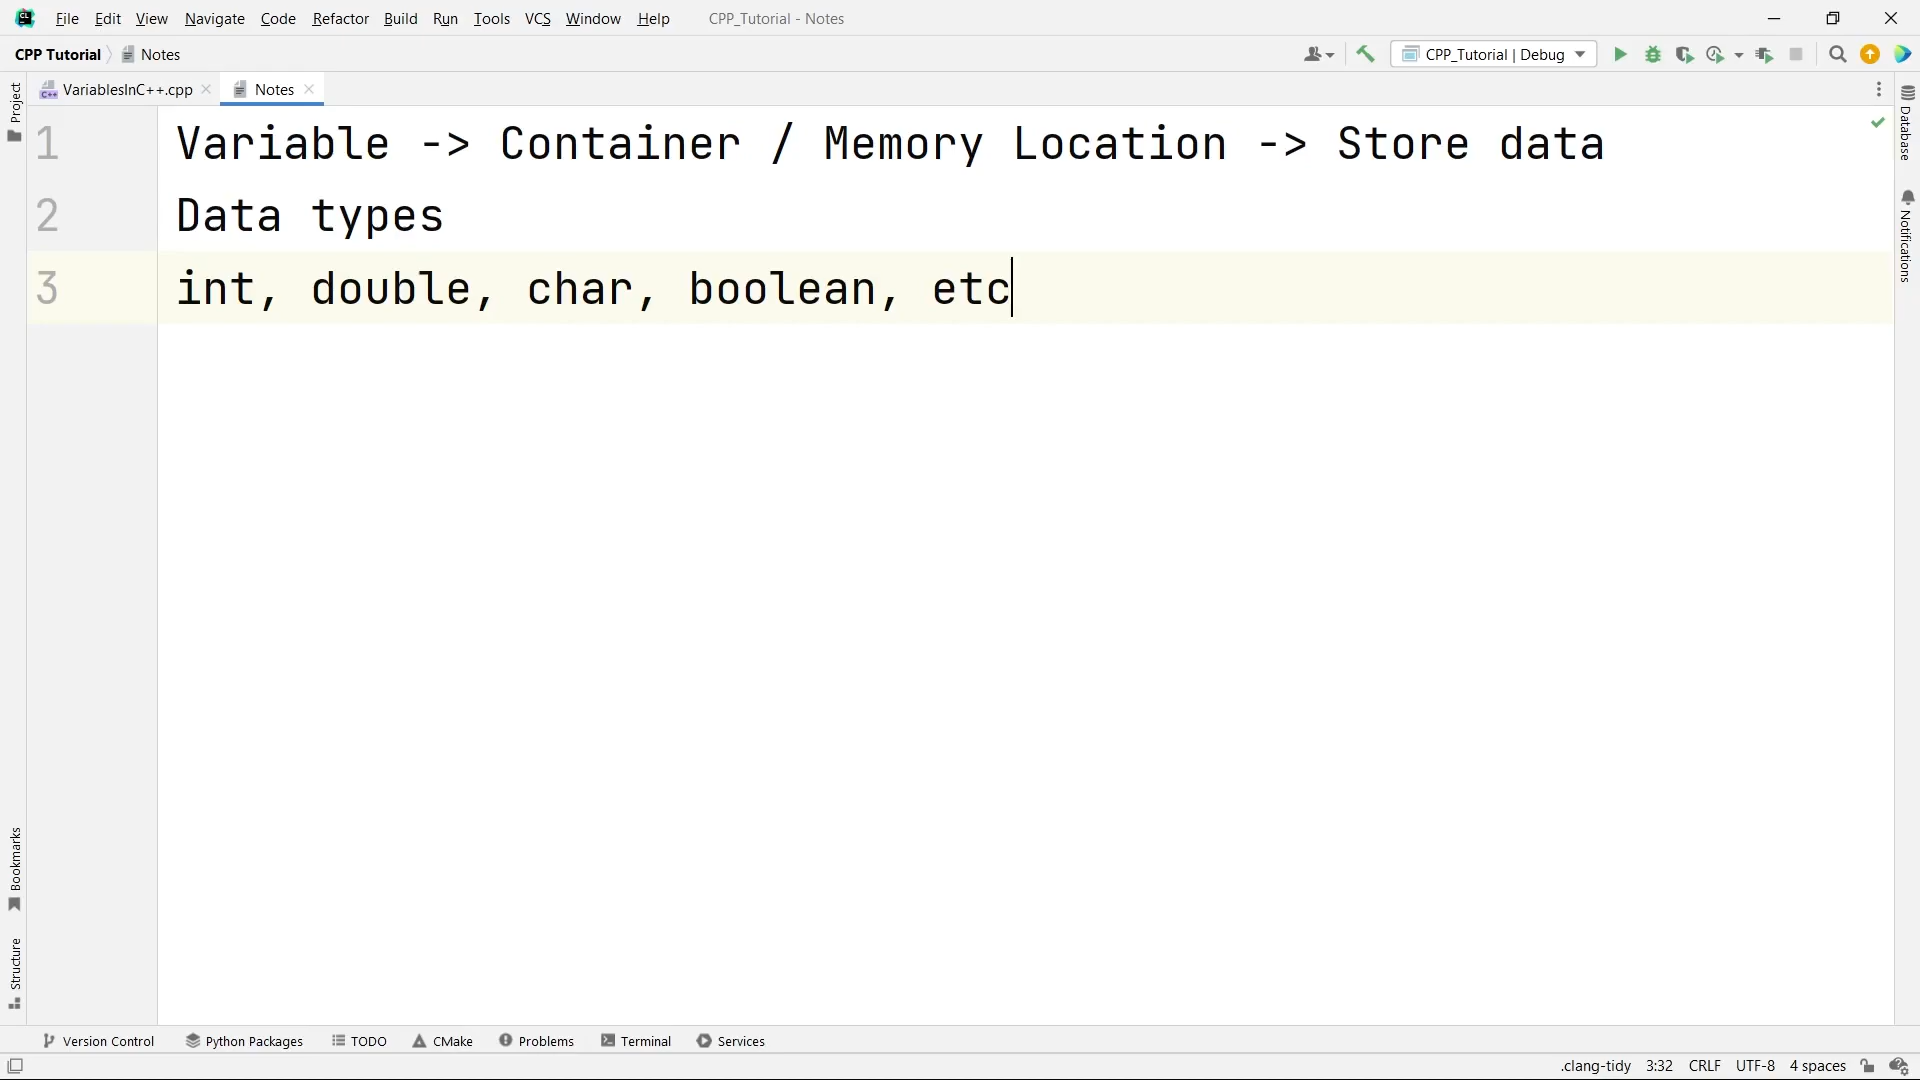 CL File Edit View Navigate Code Refactor Build Run Tools VCS Window Help CPP_Tutorial - Notes
CPP Tutorial Notes CPP_Tutorial | Debug
Project
C++ VariablesInC++.cpp Notes
Database
1 Variable -> Container / Memory Location -> Store data
2 Data types
Notifications
3 int, double, char, boolean, etc
Bookmarks
Structure
Version Control Python Packages TODO CMake Problems Terminal Services
.clang-tidy 3:32 CRLF UTF-8 4 spaces